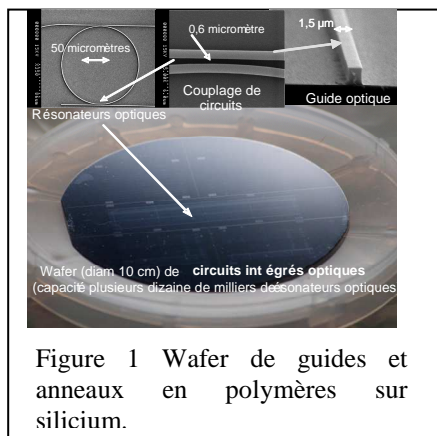 50 micromètres
0,6 micromètre
1,5 µm
Résonateurs optiques
Couplage de
circuits
Guide optique
Wafer (diam 10 cm) de circuits int égrés optiques
(capacité plusieurs dizaine de milliers de résonateurs optiques
Figure 1 Wafer de guides et
anneaux en polymères sur
silicium.